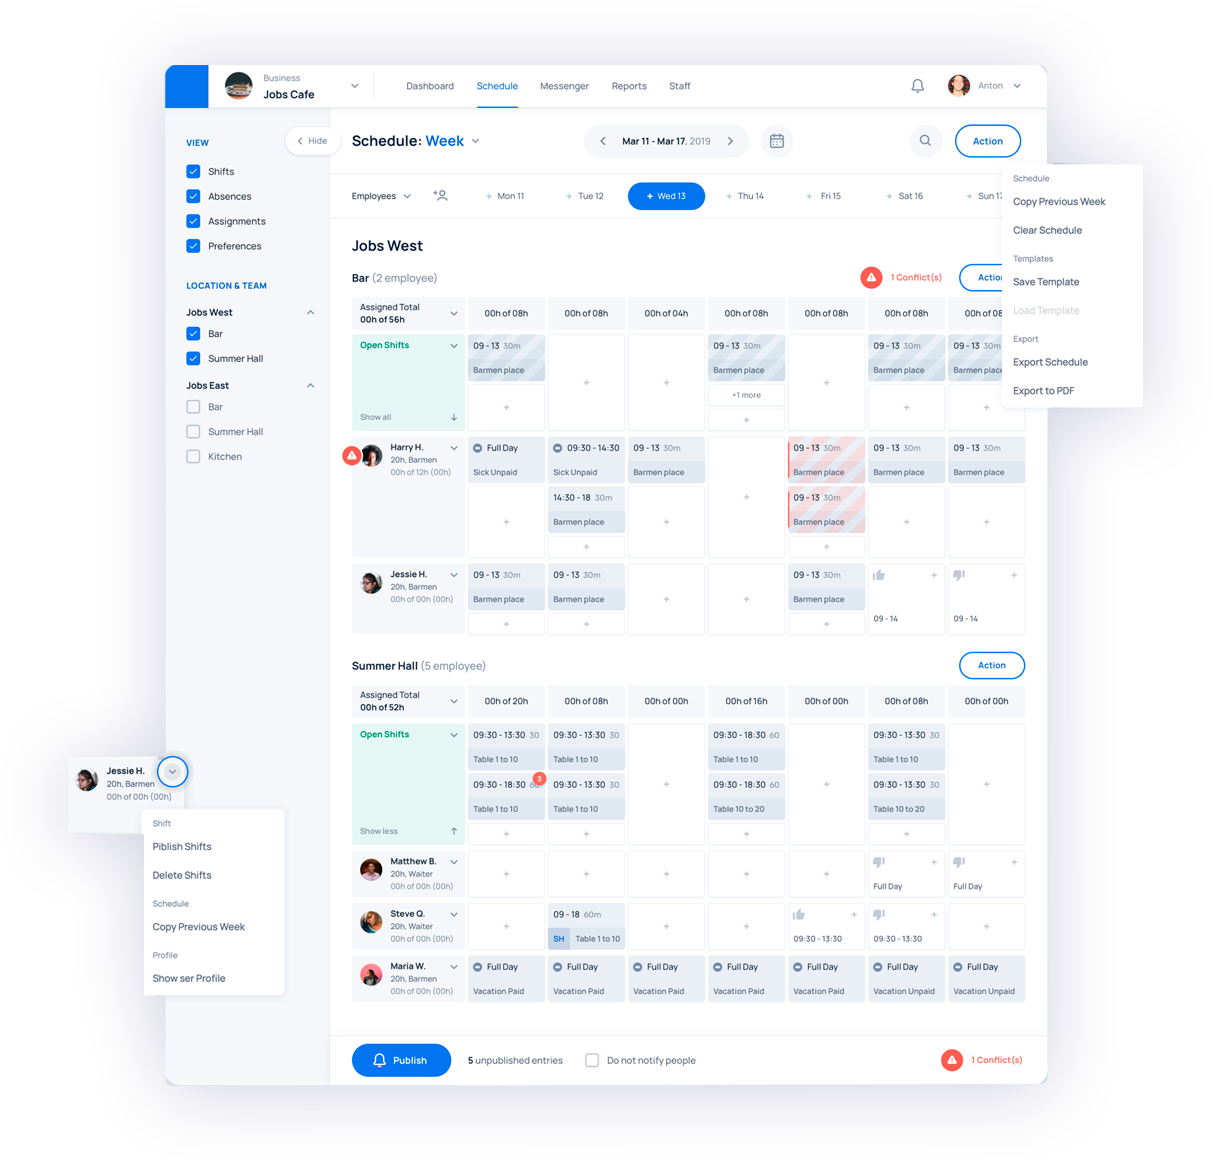 Business
Jobs Cafe
Dashboard Schedule Messenger Reports Staff
Anton
VIEW
Hide
Shifts
Absences
Assignments
Preferences
LOCATION & TEAM
Jobs West
Bar
Summer Hall
Jobs East
Bar
Summer Hall
Kitchen
Schedule: Week
Mar 11 - Mar 17, 2019
Action
Schedule
Copy Previous Week
Clear Schedule
Templates
Save Template
Load Template
Export
Export Schedule
Export to PDF
Employees
+ Mon 11 + Tue 12 + Wed 13 + Thu 14 + Fri 15 + Sat 16 + Sun 17
Jobs West
Bar (2 employee)
1 Conflict(s)
Assigned Total
00h of 56h
00h of 08h 00h of 08h 00h of 04h 00h of 08h 00h of 08h 00h of 08h
Open Shifts
09 - 13 30m 09 - 13 30m 09 - 13 30m 09 - 13 30m
Barmen place Barmen place Barmen place Barmen place
+1 more
Show all
Harry H.
20h, Barmen
00h of 12h (00h)
Full Day 09:30 - 14:30 09 - 13 30m 09 - 13 30m 09 - 13 30m 09 - 13 30m
Sick Unpaid Sick Unpaid Barmen place Barmen place Barmen place Barmen place
14:30 - 18 30m 09 - 13 30m
Barmen place Barmen place
Jessie H.
20h, Barmen
00h of 00h (00h)
09 - 13 30m 09 - 13 30m 09 - 13 30m
Barmen place Barmen place Barmen place
09 - 14 09 - 14
Summer Hall (5 employee)
Action
Assigned Total
00h of 52h
00h of 20h 00h of 08h 00h of 00h 00h of 16h 00h of 00h 00h of 08h 00h of 00h
Open Shifts
09:30 - 13:30 30 09:30 - 13:30 30 09:30 - 18:30 60 09:30 - 13:30 30
Table 1 to 10 Table 1 to 10 Table 1 to 10 Table 1 to 10
3
09:30 - 18:30 60 09:30 - 13:30 30 09:30 - 18:30 60 09:30 - 13:30 30
Table 1 to 10 Table 1 to 10 Table 10 to 20 Table 10 to 20
Show less
Matthew B.
20h, Waiter
00h of 00h (00h)
Full Day Full Day
Steve Q.
20h, Waiter
00h of 00h (00h)
09 - 18 60m
SH Table 1 to 10
09:30 - 13:30 09:30 - 13:30
Maria W.
20h, Barmen
00h of 00h (00h)
Full Day Full Day Full Day Full Day Full Day Full Day Full Day
Vacation Paid Vacation Paid Vacation Paid Vacation Paid Vacation Paid Vacation Unpaid Vacation Unpaid
Publish
5 unpublished entries
Do not notify people
1 Conflict(s)
Jessie H.
20h, Barmen
00h of 00h (00h)
Shift
Piblish Shifts
Delete Shifts
Schedule
Copy Previous Week
Profile
Show ser Profile